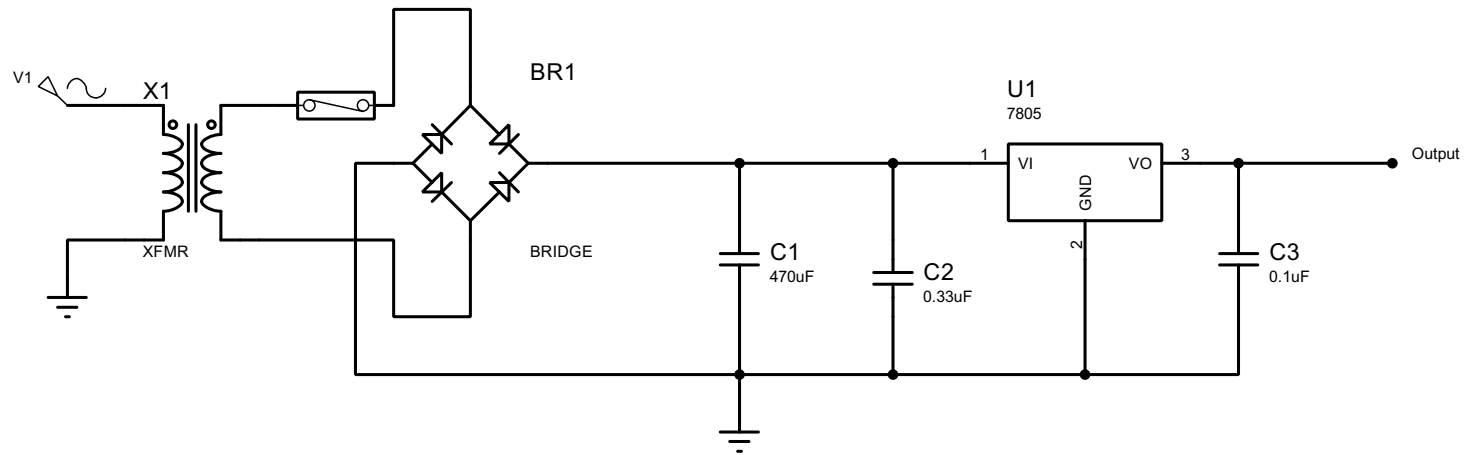 V1
X1
XFMR
BR1
BRIDGE
C1
470uF
C2
0.33uF
U1
7805
1
VI
VO
3
GND
2
C3
0.1uF
Output